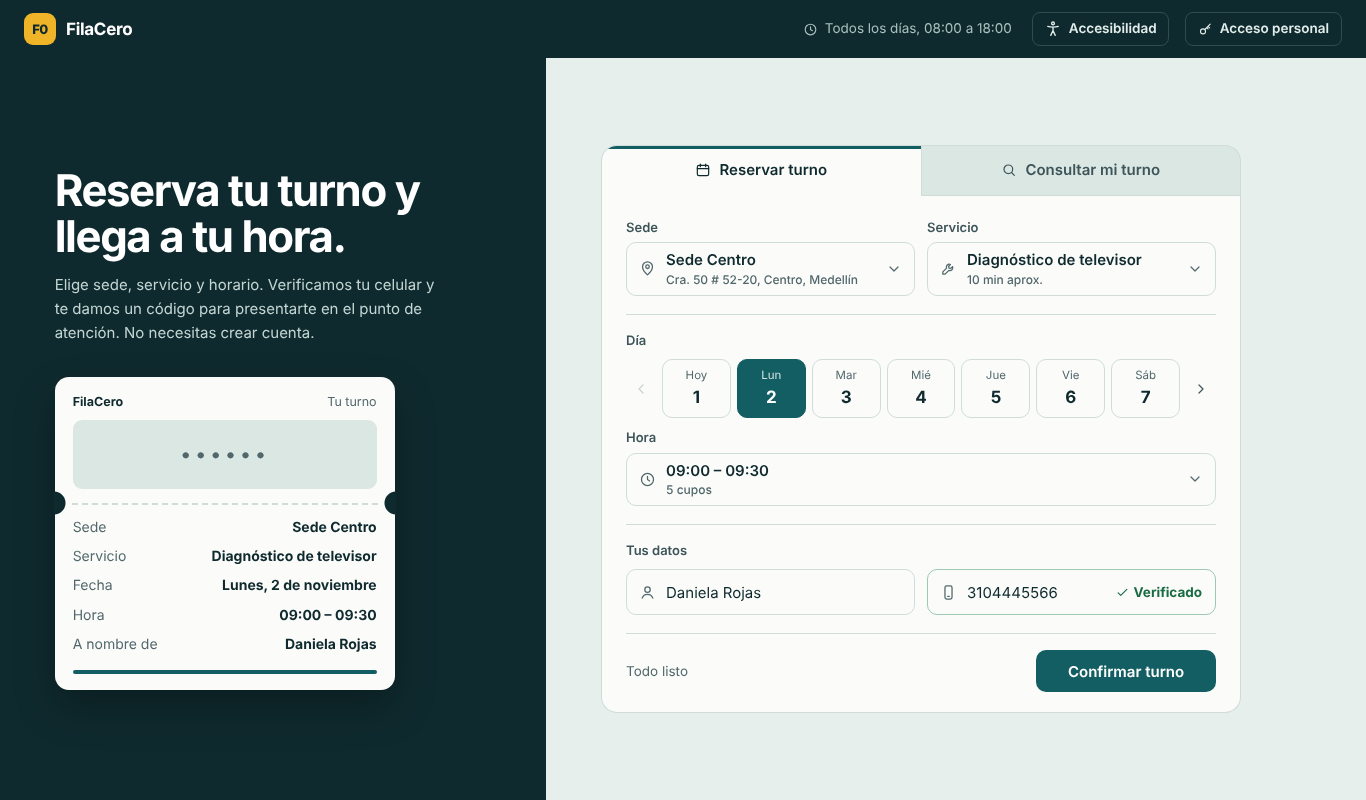 F0
FilaCero
Todos los días, 08:00 a 18:00
Accesibilidad
Acceso personal
Reserva tu turno y
llega a tu hora.
Elige sede, servicio y horario. Verificamos tu celular y
te damos un código para presentarte en el punto de
atención. No necesitas crear cuenta.
FilaCero
Tu turno
••••••
Sede
Sede Centro
Servicio
Diagnóstico de televisor
Fecha
Lunes, 2 de noviembre
Hora
09:00 – 09:30
A nombre de
Daniela Rojas
Reservar turno
Consultar mi turno
Sede
Sede Centro
Cra. 50 # 52-20, Centro, Medellín
Servicio
Diagnóstico de televisor
10 min aprox.
Día
Hoy
1
Lun
2
Mar
3
Mié
4
Jue
5
Vie
6
Sáb
7
Hora
09:00 – 09:30
5 cupos
Tus datos
Daniela Rojas
3104445566
Verificado
Todo listo
Confirmar turno